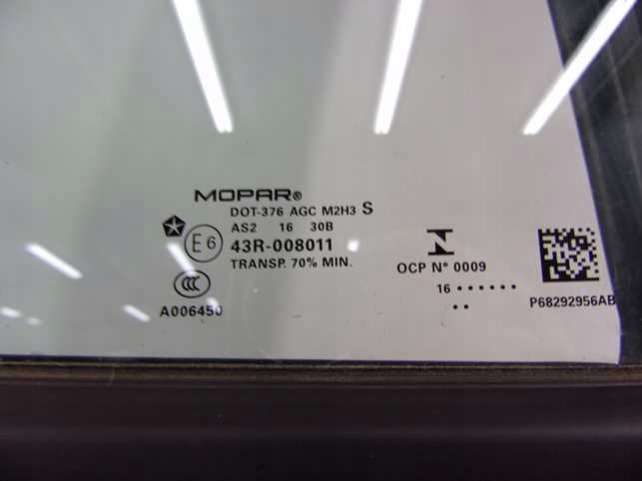 MOPAR®
DOT-376 AGC M2H3 S
AS2 16 30B
E6 43R-008011
TRANSP. 70% MIN.
CCC
A006450
OCP N° 0009
16 ......
..
P68292956AB